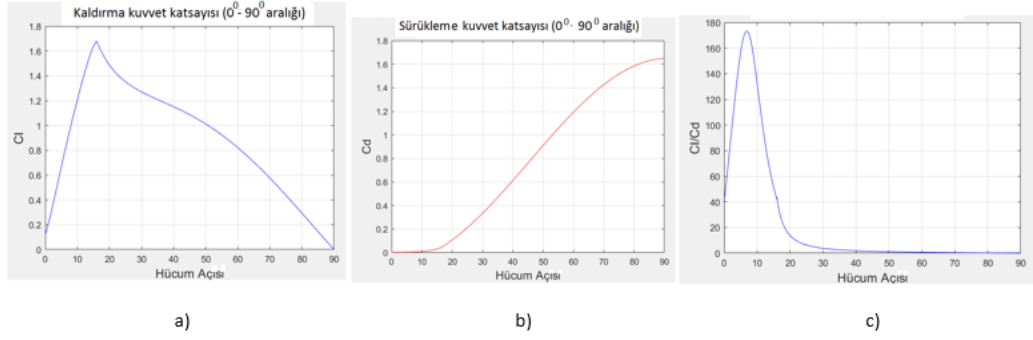 Kaldırma kuvvet katsayısı (0⁰- 90⁰ aralığı)
1.8
1.6
1.4
1.2
1
0.8
0.6
0.4
0.2
0
Cl
0 10 20 30 40 50 60 70 80 90
Hücum Açısı
a)
Sürükleme kuvvet katsayısı (0⁰- 90⁰ aralığı)
1.8
1.6
1.4
1.2
1
0.8
0.6
0.4
0.2
0
Cd
0 10 20 30 40 50 60 70 80 90
Hücum Açısı
b)
180
160
140
120
100
80
60
40
20
0
Cl/Cd
0 10 20 30 40 50 60 70 80 90
Hücum Açısı
c)